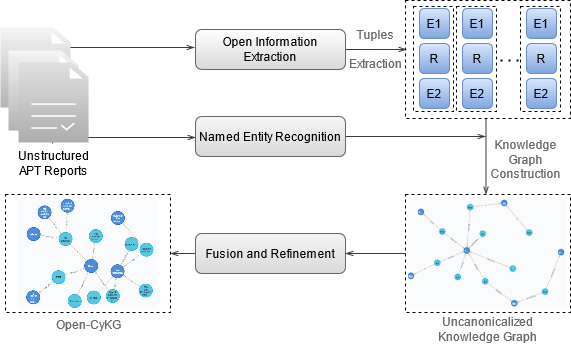 Open Information
Extraction
Tuples
Extraction
E1
E1
E1
R
R
...
R
E2
E2
E2
Unstructured
APT Reports
Named Entity Recognition
Knowledge
Graph
Construction
Fusion and Refinement
Open-CyKG
Uncanonicalized
Knowledge Graph